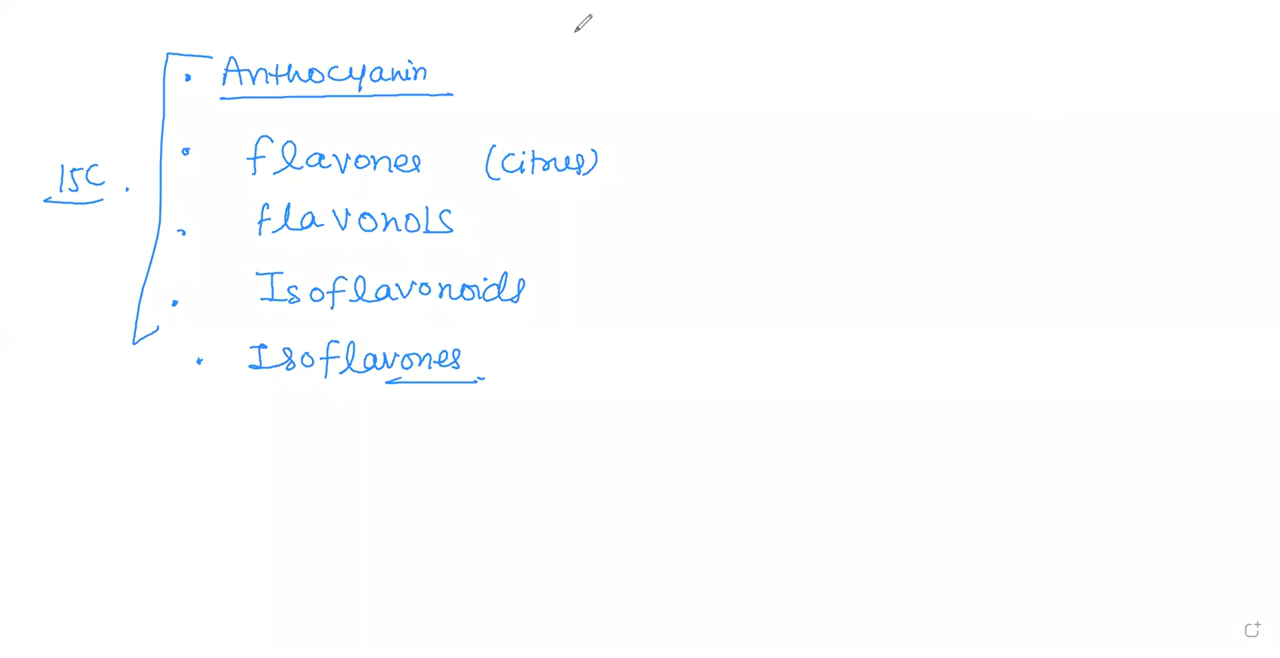 • Anthocyanin
• flavones (citrus)
15C.
• flavonols
• Isoflavonoids
• Isoflavones